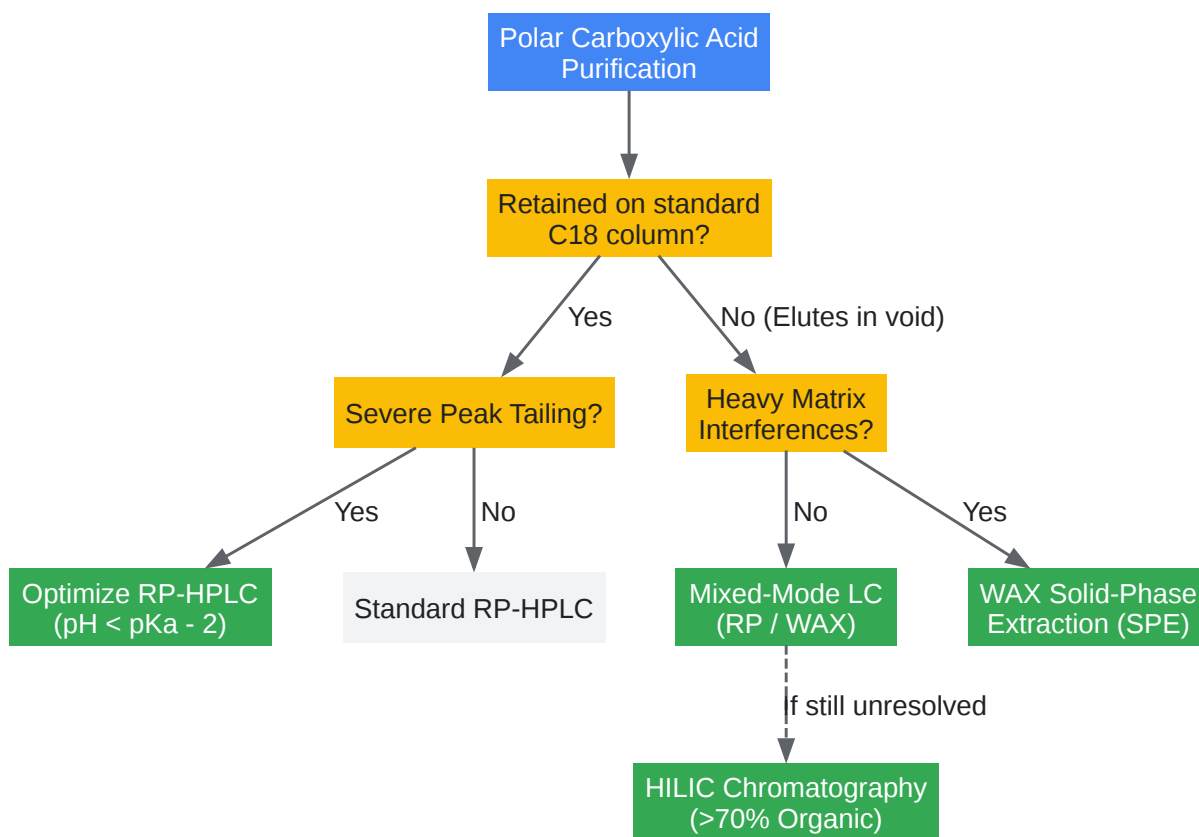 Polar Carboxylic Acid
Purification
Retained on standard
C18 column?
Yes
No (Elutes in void)
Severe Peak Tailing?
Heavy Matrix
Interferences?
Yes
No
No
Yes
Optimize RP-HPLC
(pH < pKa - 2)
Standard RP-HPLC
Mixed-Mode LC
(RP / WAX)
WAX Solid-Phase
Extraction (SPE)
If still unresolved
HILIC Chromatography
(>70% Organic)